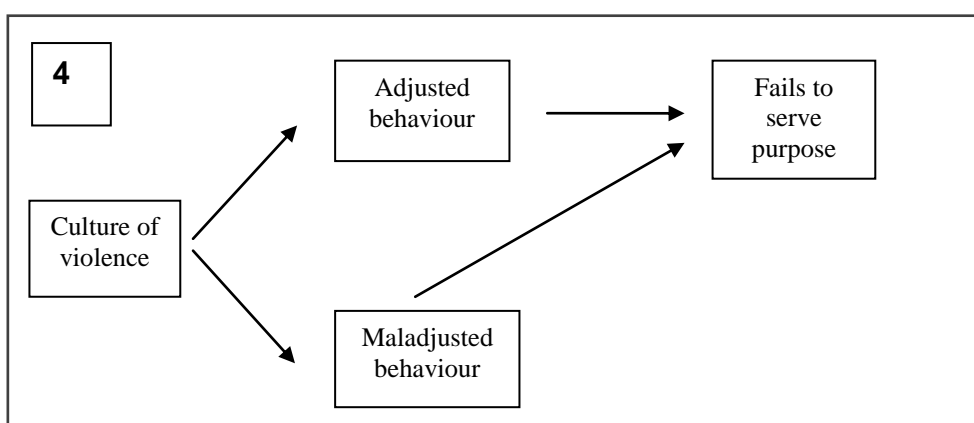 4
Adjusted
behaviour
Fails to
serve
purpose
Culture of
violence
Maladjusted
behaviour